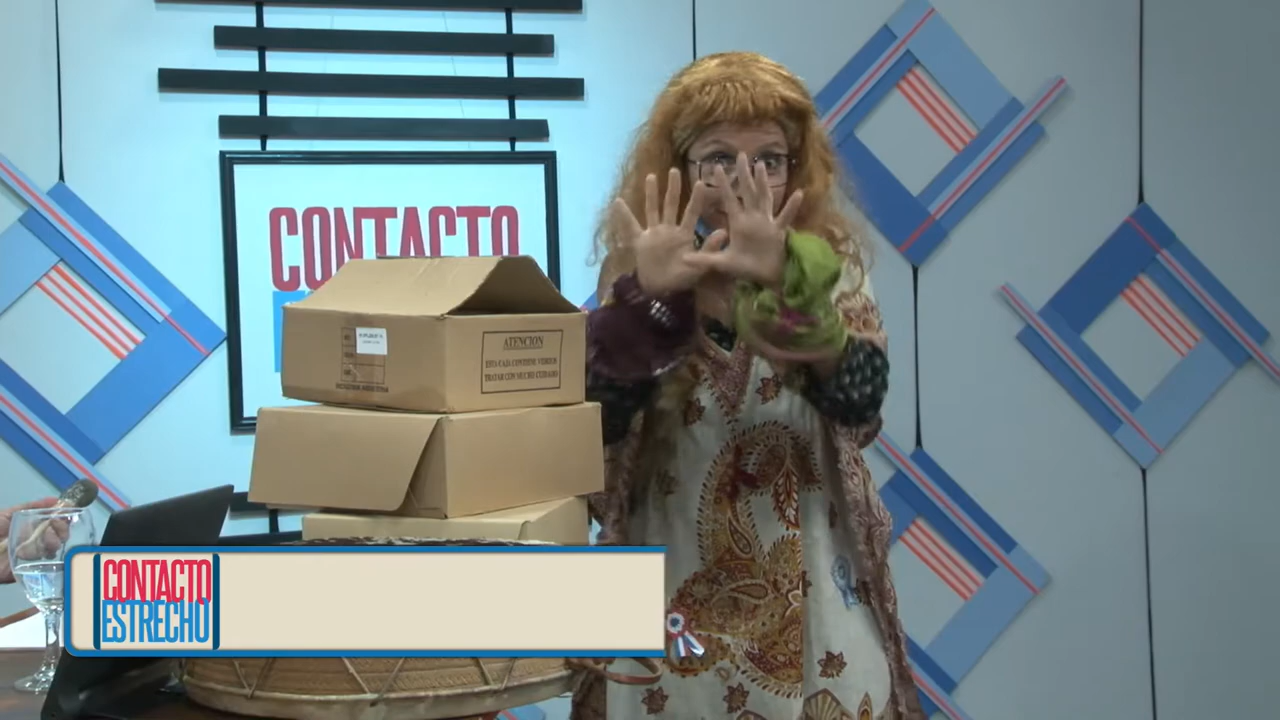 CONTACTO
ATENCION
ESTA CAJA CONTIENE VIDRIOS
TRATAR CON MUCHO CUIDADO
CONTACTO
ESTRECHO